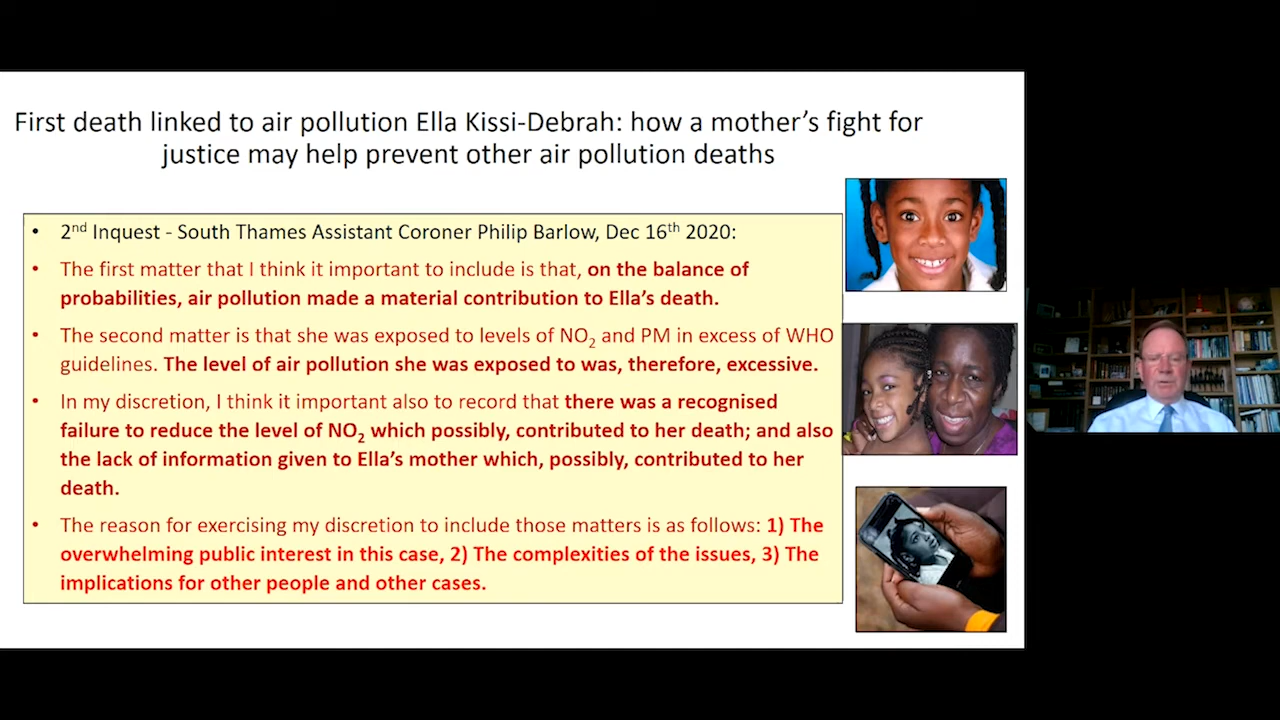 First death linked to air pollution Ella Kissi-Debrah: how a mother's fight for
justice may help prevent other air pollution deaths
• 2nd Inquest - South Thames Assistant Coroner Philip Barlow, Dec 16th 2020:
• The first matter that I think it important to include is that, on the balance of
probabilities, air pollution made a material contribution to Ella's death.
• The second matter is that she was exposed to levels of NO2 and PM in excess of WHO
guidelines. The level of air pollution she was exposed to was, therefore, excessive.
• In my discretion, I think it important also to record that there was a recognised
failure to reduce the level of NO2 which possibly, contributed to her death; and also
the lack of information given to Ella's mother which, possibly, contributed to her
death.
• The reason for exercising my discretion to include those matters is as follows: 1) The
overwhelming public interest in this case, 2) The complexities of the issues, 3) The
implications for other people and other cases.